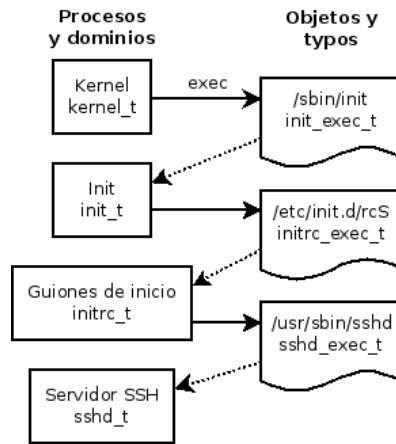 Procesos
y dominios
Objetos y
typos
Kernel
kernel_t
exec
/sbin/init
init_exec_t
Init
init_t
/etc/init.d/rcS
initrc_exec_t
Guiones de inicio
initrc_t
/usr/sbin/sshd
sshd_exec_t
Servidor SSH
sshd_t